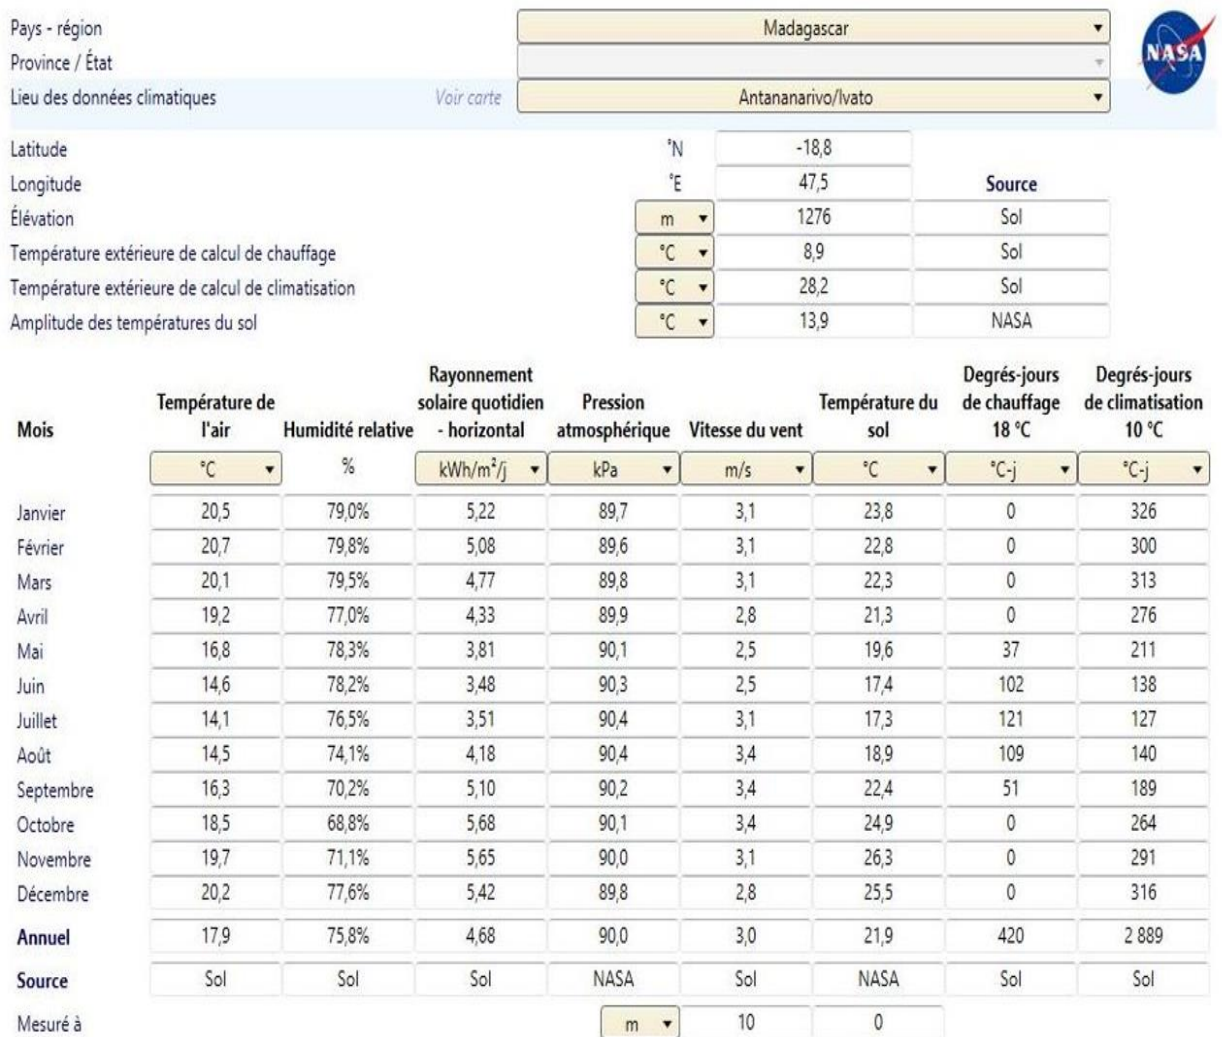 Pays - région Madagascar
NASA
Province / État
Lieu des données climatiques Voir carte Antananarivo/Ivato
Latitude °N -18,8
Longitude °E 47,5 Source
Élévation m 1276 Sol
Température extérieure de calcul de chauffage °C 8,9 Sol
Température extérieure de calcul de climatisation °C 28,2 Sol
Amplitude des températures du sol °C 13,9 NASA
Mois Température de l'air Humidité relative Rayonnement solaire quotidien - horizontal Pression atmosphérique Vitesse du vent Température du sol Degrés-jours de chauffage 18 °C Degrés-jours de climatisation 10 °C
°C % kWh/m²/j kPa m/s °C °C-j °C-j
Janvier 20,5 79,0% 5,22 89,7 3,1 23,8 0 326
Février 20,7 79,8% 5,08 89,6 3,1 22,8 0 300
Mars 20,1 79,5% 4,77 89,8 3,1 22,3 0 313
Avril 19,2 77,0% 4,33 89,9 2,8 21,3 0 276
Mai 16,8 78,3% 3,81 90,1 2,5 19,6 37 211
Juin 14,6 78,2% 3,48 90,3 2,5 17,4 102 138
Juillet 14,1 76,5% 3,51 90,4 3,1 17,3 121 127
Août 14,5 74,1% 4,18 90,4 3,4 18,9 109 140
Septembre 16,3 70,2% 5,10 90,2 3,4 22,4 51 189
Octobre 18,5 68,8% 5,68 90,1 3,4 24,9 0 264
Novembre 19,7 71,1% 5,65 90,0 3,1 26,3 0 291
Décembre 20,2 77,6% 5,42 89,8 2,8 25,5 0 316
Annuel 17,9 75,8% 4,68 90,0 3,0 21,9 420 2 889
Source Sol Sol Sol NASA Sol NASA Sol Sol
Mesuré à m 10 0